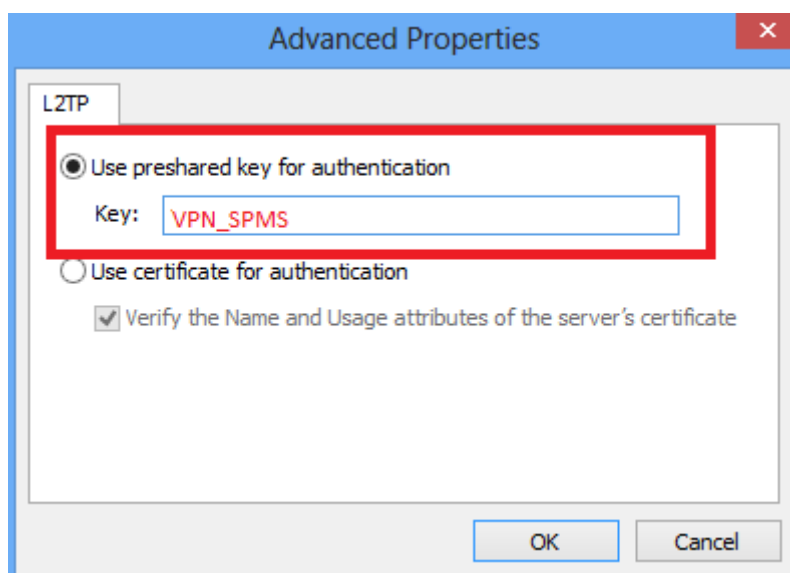 Advanced Properties
L2TP
Use preshared key for authentication
Key: VPN_SPMS
Use certificate for authentication
Verify the Name and Usage attributes of the server's certificate
OK Cancel